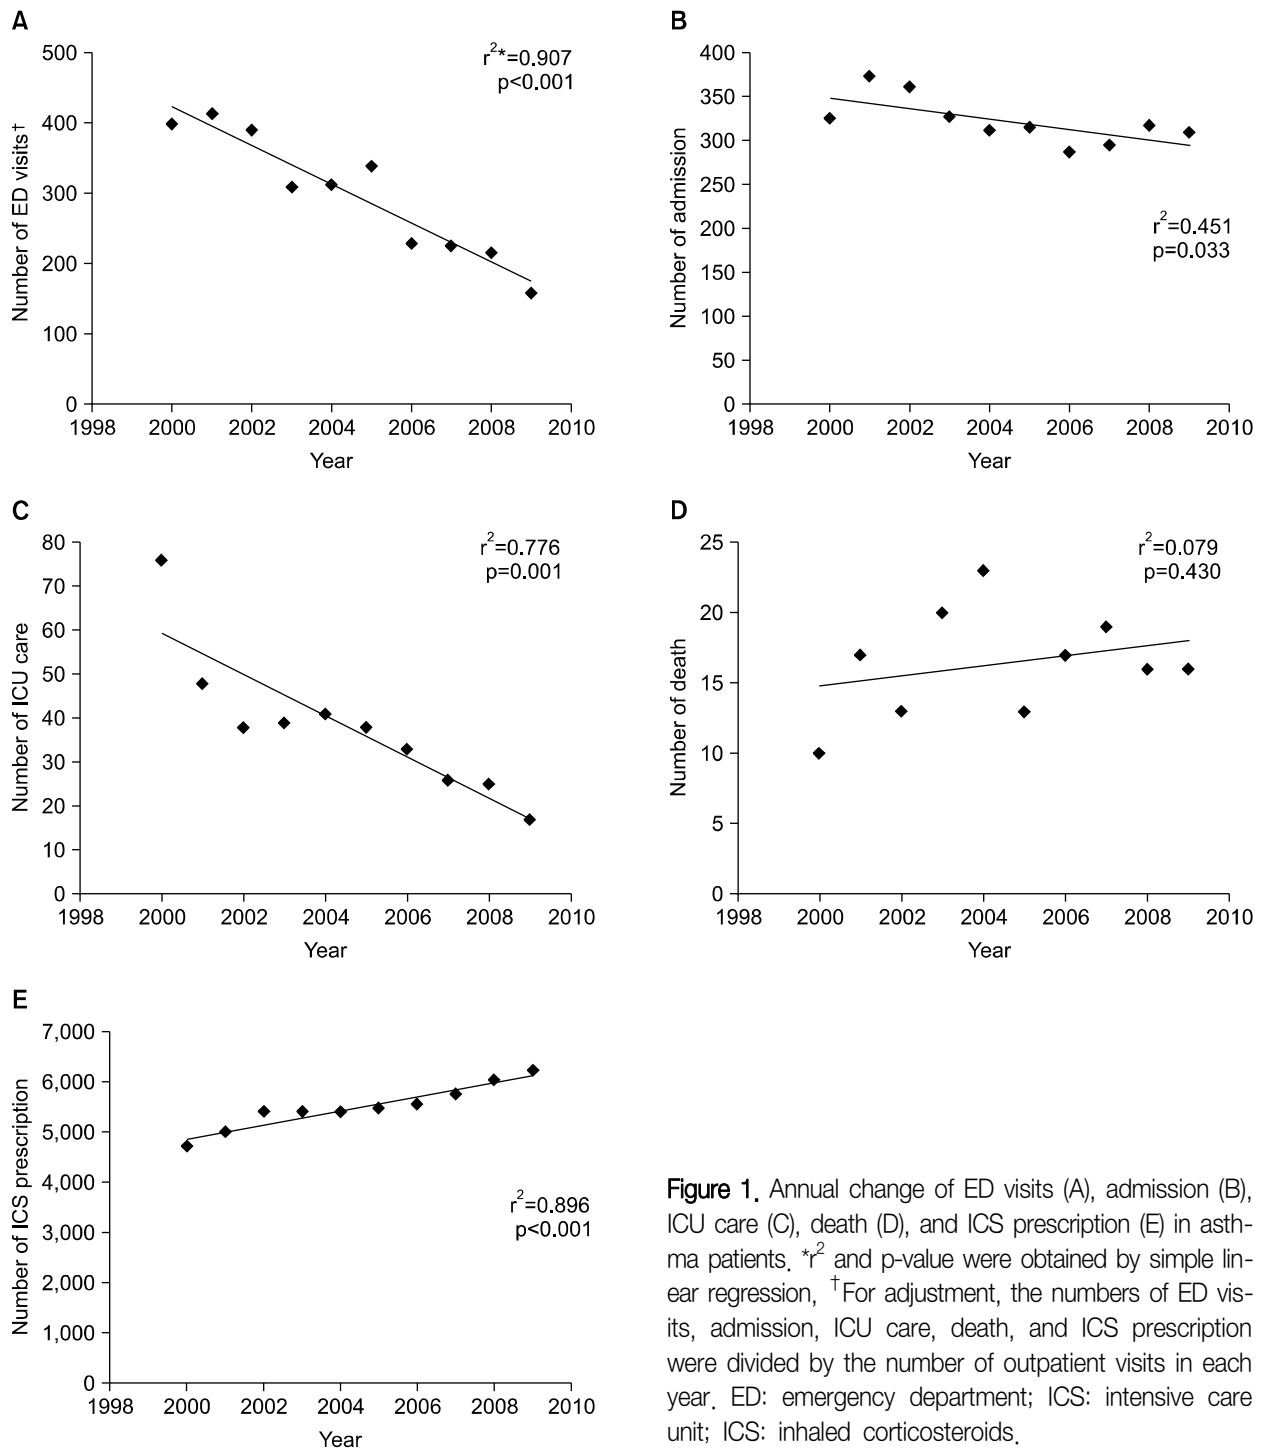 A
r²*=0.907
p<0.001
Number of ED visits†
500
400
300
200
100
0
1998 2000 2002 2004 2006 2008 2010
Year
B
r²=0.451
p=0.033
Number of admission
400
350
300
250
200
150
100
50
0
1998 2000 2002 2004 2006 2008 2010
Year
C
r²=0.776
p=0.001
Number of ICU care
80
70
60
50
40
30
20
10
0
1998 2000 2002 2004 2006 2008 2010
Year
D
r²=0.079
p=0.430
Number of death
25
20
15
10
5
0
1998 2000 2002 2004 2006 2008 2010
Year
E
r²=0.896
p<0.001
Number of ICS prescription
7,000
6,000
5,000
4,000
3,000
2,000
1,000
0
1998 2000 2002 2004 2006 2008 2010
Year
Figure 1. Annual change of ED visits (A), admission (B),
ICU care (C), death (D), and ICS prescription (E) in asth-
ma patients. *r² and p-value were obtained by simple lin-
ear regression, †For adjustment, the numbers of ED vis-
its, admission, ICU care, death, and ICS prescription
were divided by the number of outpatient visits in each
year. ED: emergency department; ICS: intensive care
unit; ICS: inhaled corticosteroids.